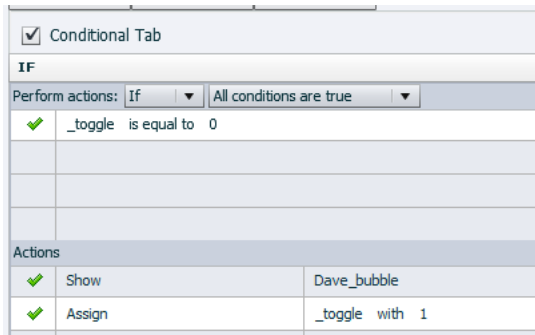 Conditional Tab
IF
Perform actions: If All conditions are true
_toggle is equal to 0
Actions
Show Dave_bubble
Assign _toggle with 1